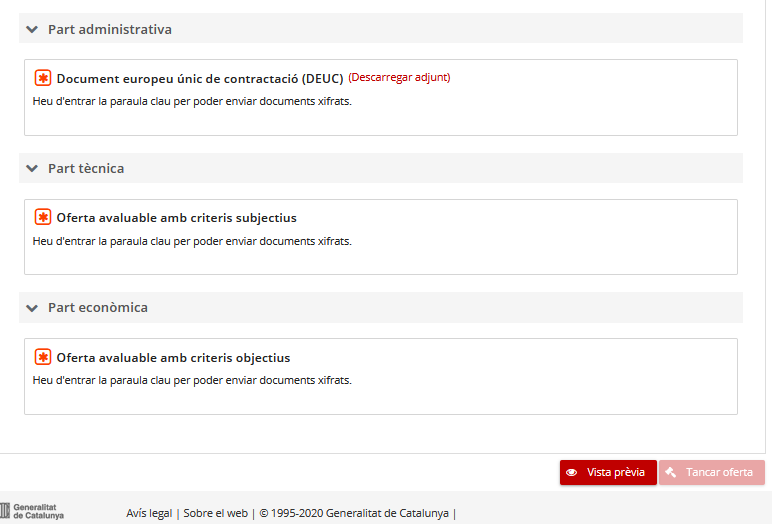 Part administrativa
Document europeu únic de contractació (DEUC) (Descarregar adjunt)
Heu d'entrar la paraula clau per poder enviar documents xifrats.
Part tècnica
Oferta avaluable amb criteris subjectius
Heu d'entrar la paraula clau per poder enviar documents xifrats.
Part econòmica
Oferta avaluable amb criteris objectius
Heu d'entrar la paraula clau per poder enviar documents xifrats.
Vista prèvia Tancar oferta
Generalitat
de Catalunya
Avís legal | Sobre el web | © 1995-2020 Generalitat de Catalunya |